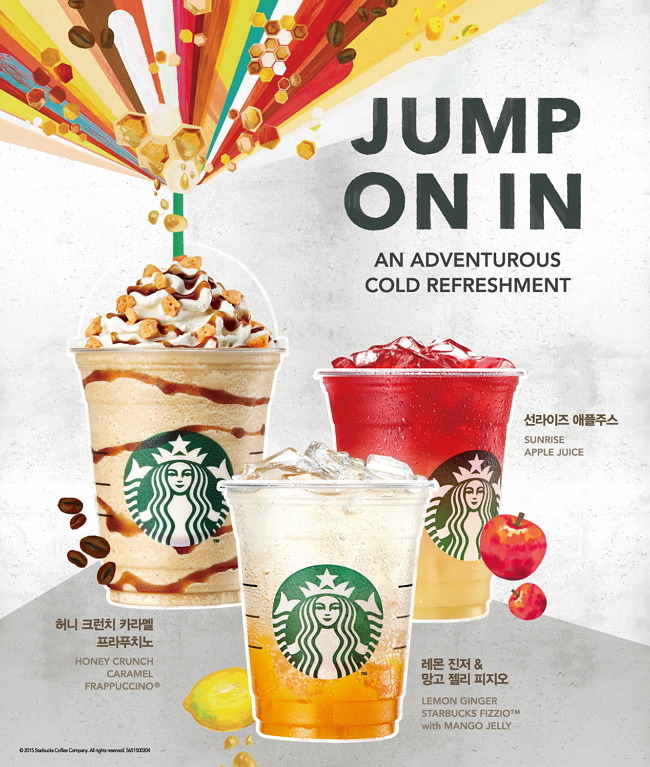 JUMP
ON IN
AN ADVENTUROUS
COLD REFRESHMENT
선라이즈 애플주스
SUNRISE
APPLE JUICE
허니 크런치 카라멜
프라푸치노
HONEY CRUNCH
CARAMEL
FRAPPUCCINO®
레몬 진저 &
망고 젤리 피지오
LEMON GINGER
STARBUCKS FIZZIO™
with MANGO JELLY
© 2015 Starbucks Coffee Company. All rights reserved. S651500304